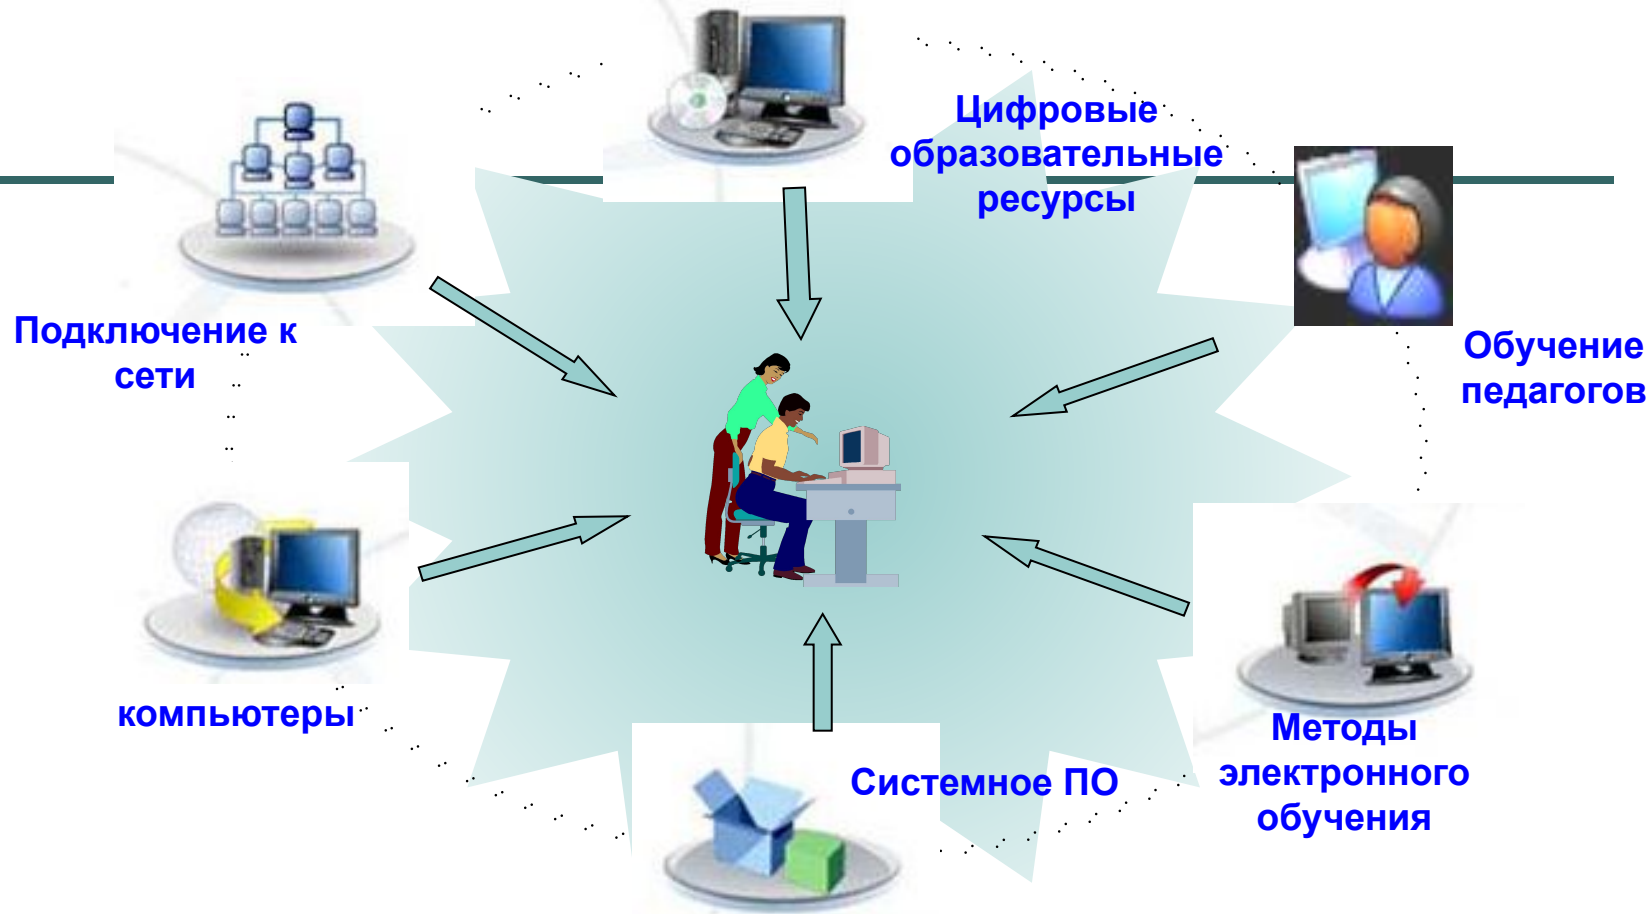 Цифровые
образовательные
ресурсы
Подключение к
сети
Обучение
педагогов
компьютеры
Системное ПО
Методы
электронного
обучения